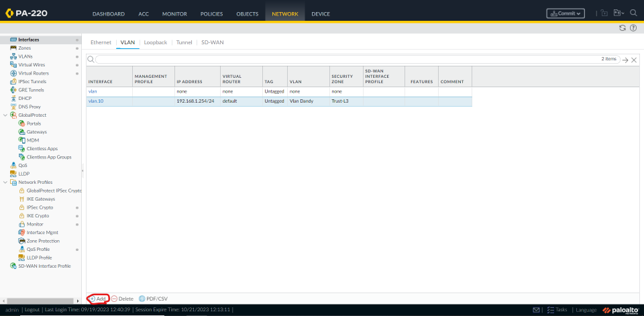 PA-220 DASHBOARD ACC MONITOR POLICIES OBJECTS NETWORK DEVICE Commit
Interfaces
Zones
VLANs
Virtual Wires
Virtual Routers
IPSec Tunnels
GRE Tunnels
DHCP
DNS Proxy
GlobalProtect
Portals
Gateways
MDM
Clientless Apps
Clientless App Groups
QoS
LLDP
Network Profiles
GlobalProtect IPSec Crypto
IKE Gateways
IPSec Crypto
IKE Crypto
Monitor
Interface Mgmt
Zone Protection
QoS Profile
LLDP Profile
SD-WAN Interface Profile
Ethernet VLAN Loopback Tunnel SD-WAN
2 items
INTERFACE MANAGEMENT PROFILE IP ADDRESS VIRTUAL ROUTER TAG VLAN SECURITY ZONE SD-WAN INTERFACE PROFILE FEATURES COMMENT
vlan none none Untagged none none
vlan.10 192.168.1.254/24 default Untagged Vlan Dandy Trust-L3
Add Delete PDF/CSV
admin | Logout | Last Login Time: 09/19/2023 12:40:39 | Session Expire Time: 10/21/2023 12:13:11 | Tasks | Language paloalto